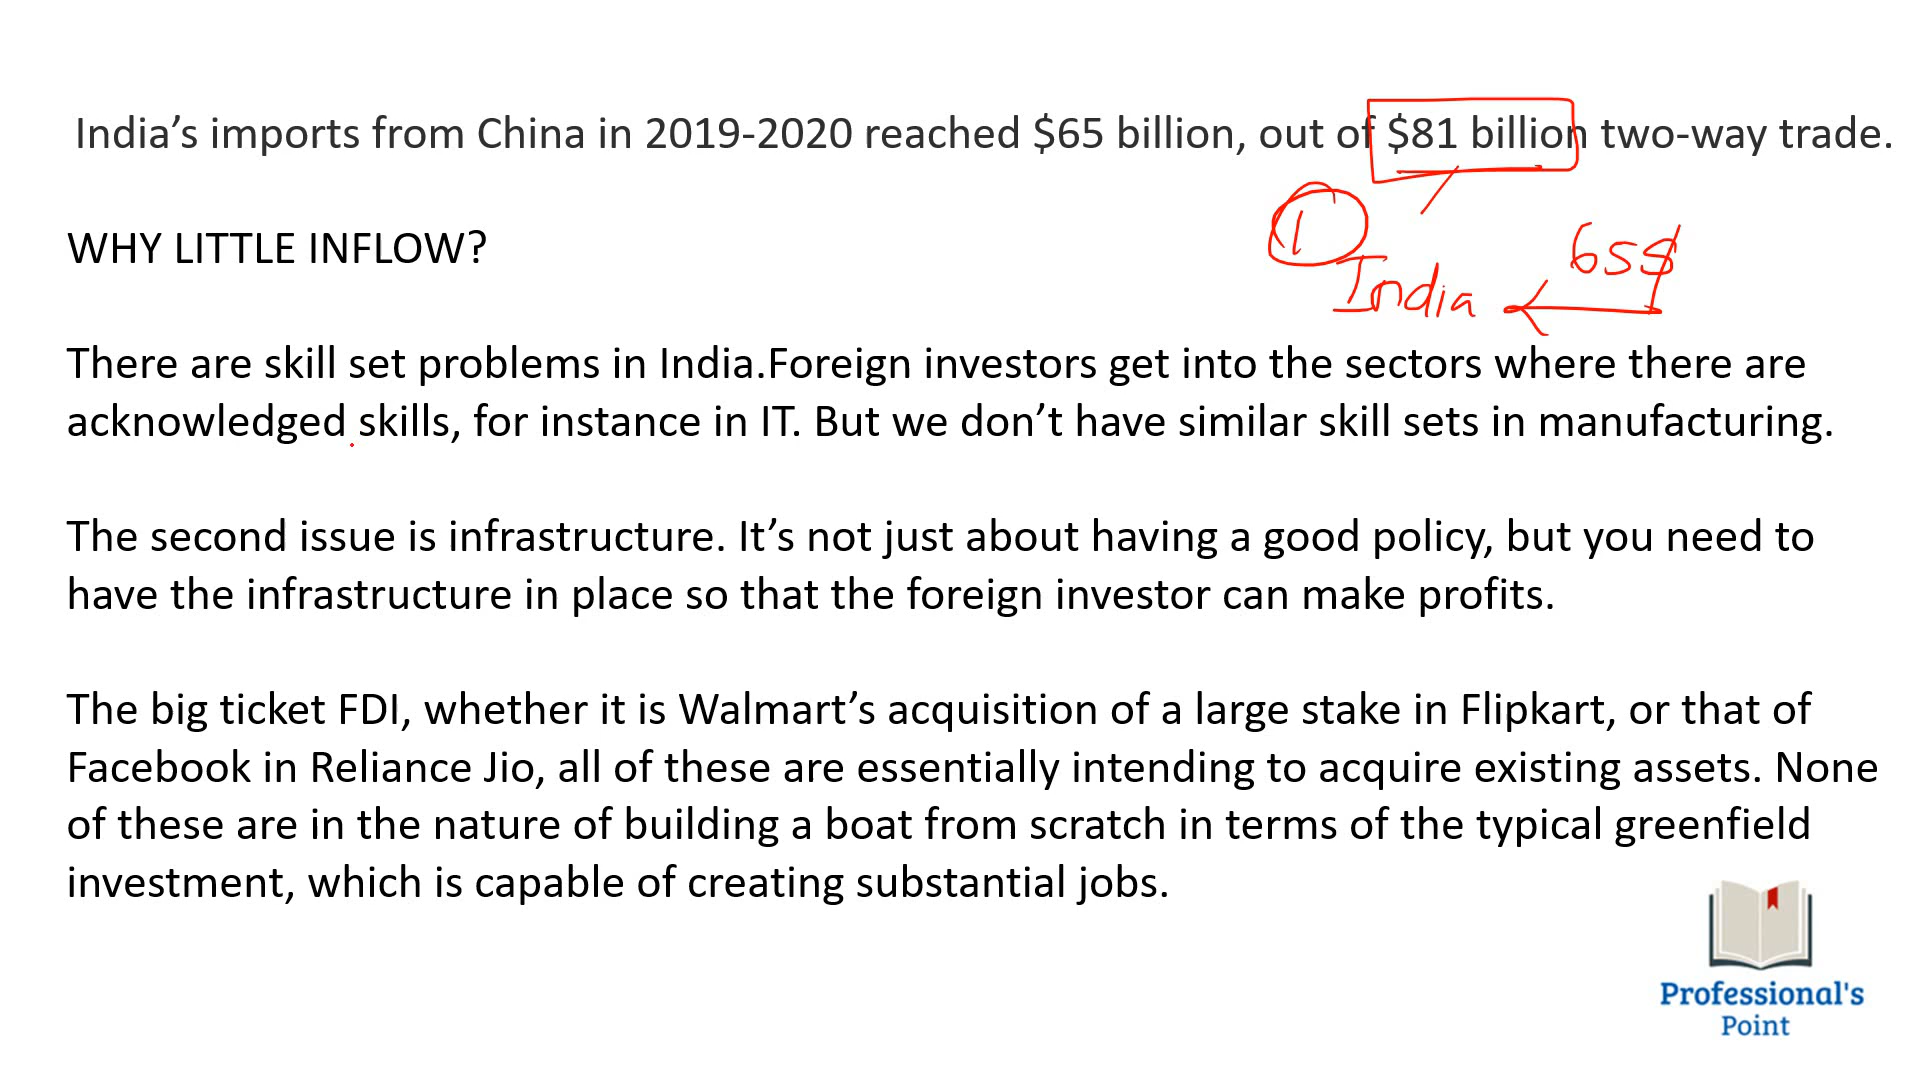 India’s imports from China in 2019-2020 reached $65 billion, out of $81 billion two-way trade.
1
WHY LITTLE INFLOW?
65$
India
There are skill set problems in India.Foreign investors get into the sectors where there are
acknowledged skills, for instance in IT. But we don’t have similar skill sets in manufacturing.
The second issue is infrastructure. It’s not just about having a good policy, but you need to
have the infrastructure in place so that the foreign investor can make profits.
The big ticket FDI, whether it is Walmart’s acquisition of a large stake in Flipkart, or that of
Facebook in Reliance Jio, all of these are essentially intending to acquire existing assets. None
of these are in the nature of building a boat from scratch in terms of the typical greenfield
investment, which is capable of creating substantial jobs.
Professional's
Point